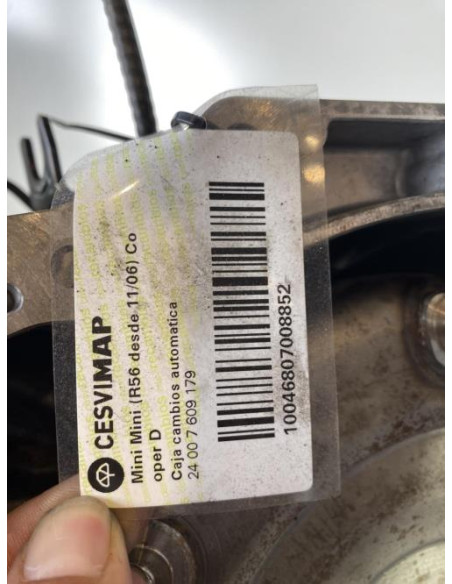 CESVIMAP
Mini Mini (R56 desde 11/06) Co
oper D
Caja cambios automatica
24 00 7 609 179
10046807008852